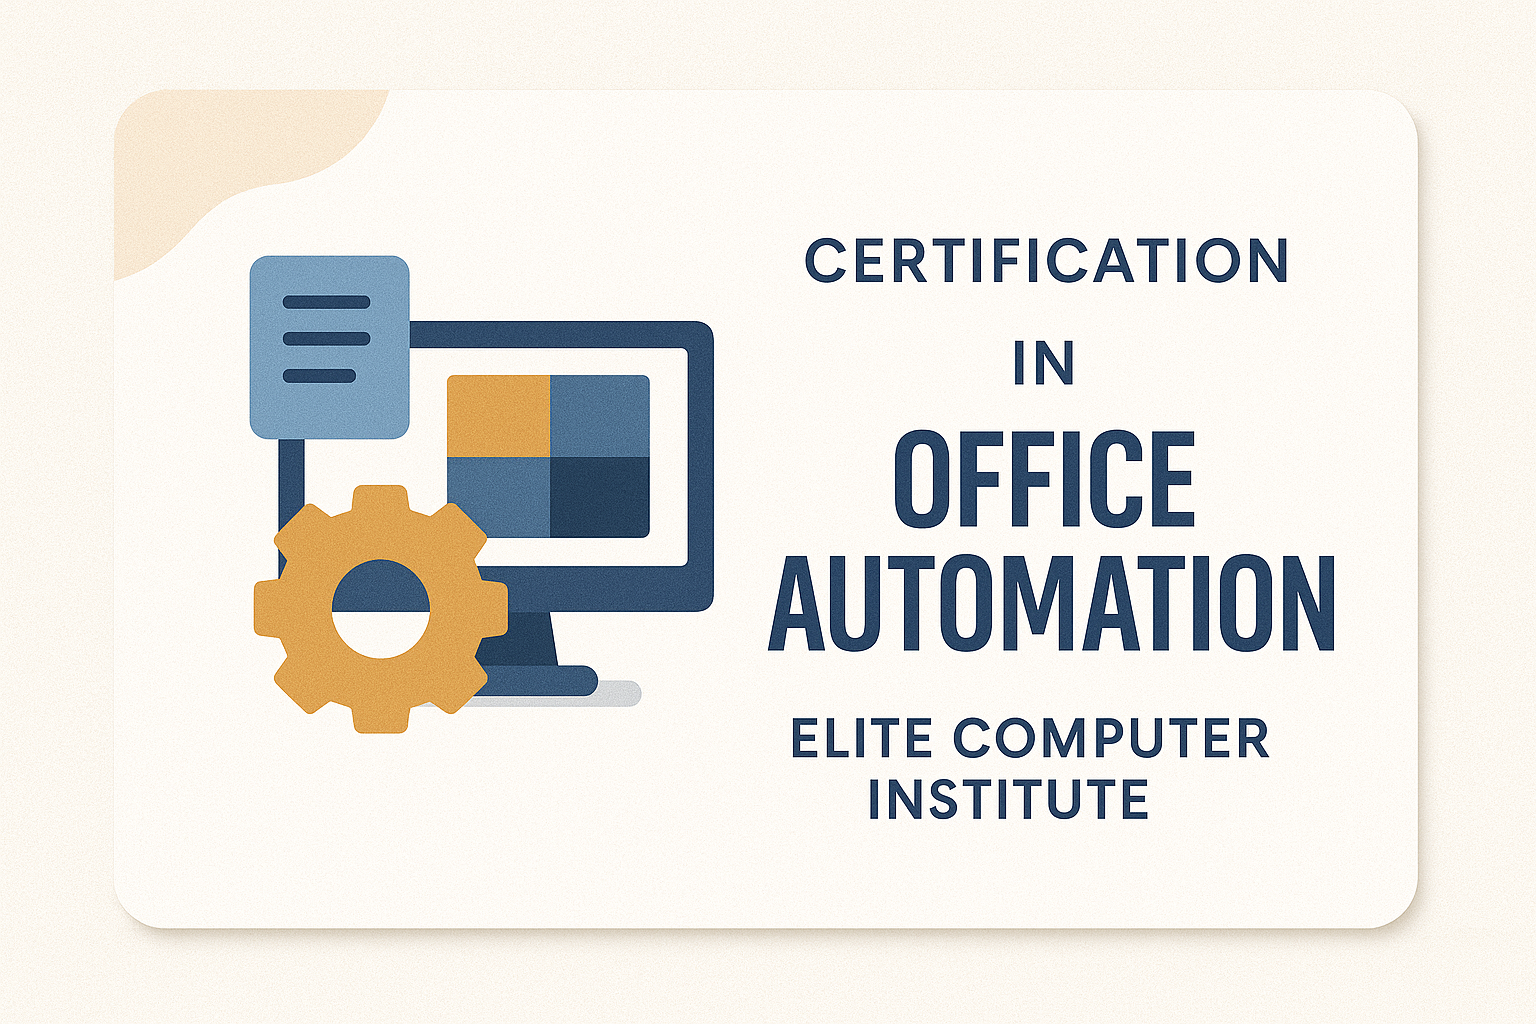 CERTIFICATION
IN
OFFICE
AUTOMATION
ELITE COMPUTER
INSTITUTE